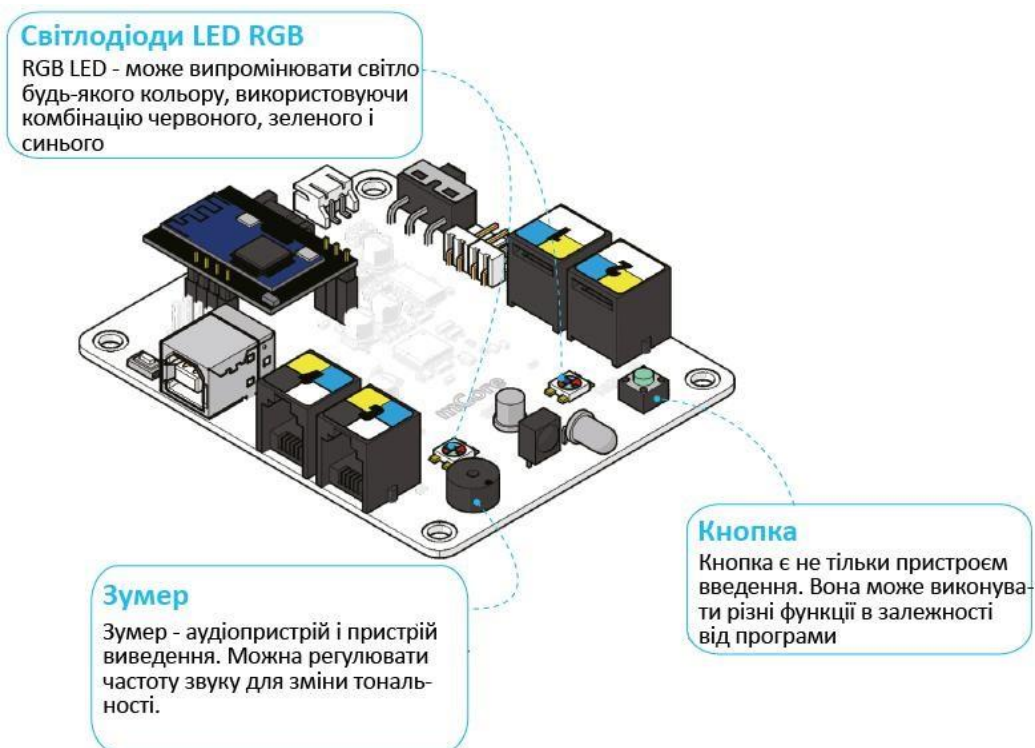 Світлодіоди LED RGB
RGB LED - може випромінювати світло
будь-якого кольору, використовуючи
комбінацію червоного, зеленого і
синього
mCore
Зумер
Зумер - аудіопристрій і пристрій
виведення. Можна регулювати
частоту звуку для зміни тональ-
ності.
Кнопка
Кнопка є не тільки пристроєм
введення. Вона може виконува-
ти різні функції в залежності
від програми